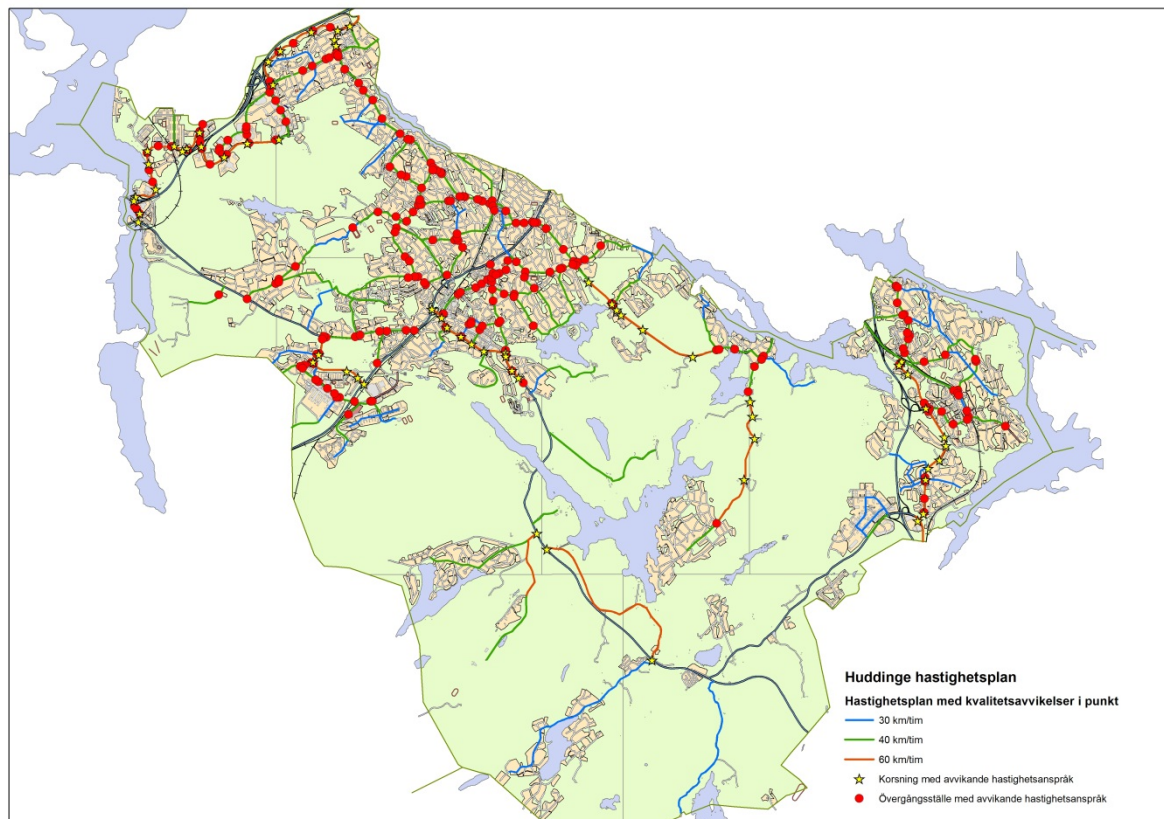 Huddinge hastighetsplan
Hastighetsplan med kvalitetsavvikelser i punkt
30 km/tim
40 km/tim
60 km/tim
Korsning med avvikande hastighetsanspråk
Övergångsställe med avvikande hastighetsanspråk